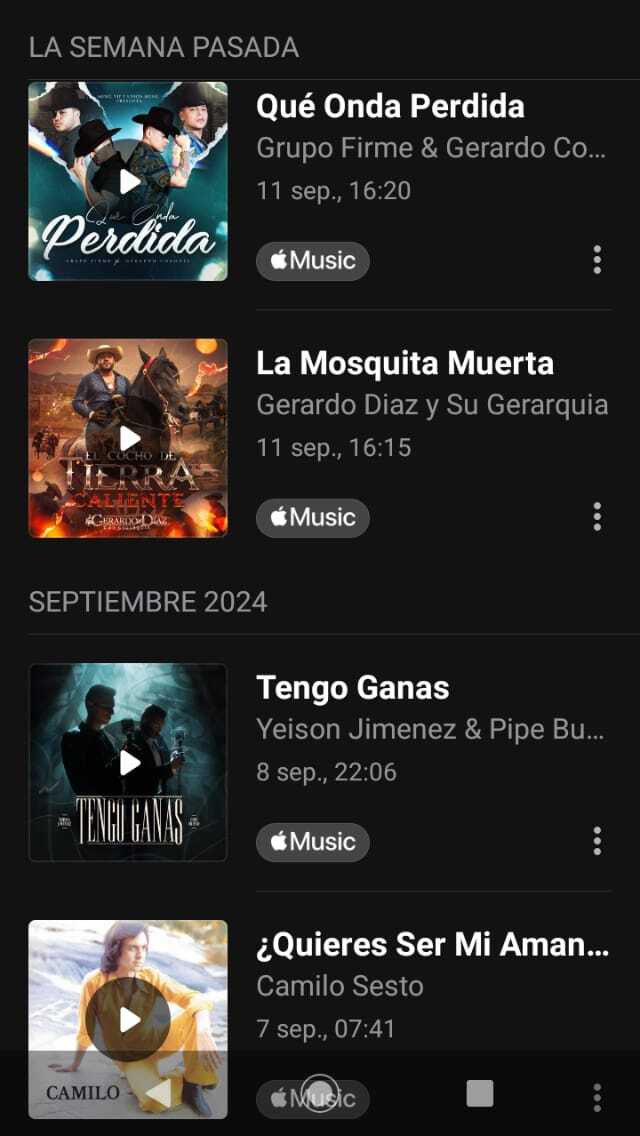 LA SEMANA PASADA
Qué Onda
Perdida
GRUPO FIRME
Qué Onda Perdida
Grupo Firme & Gerardo Co...
11 sep., 16:20
Music
EL COCHO DE
TIERRA
CALIENTE
GERARDO DÍAZ
La Mosquita Muerta
Gerardo Diaz y Su Gerarquia
11 sep., 16:15
Music
SEPTIEMBRE 2024
TENGO GANAS
Tengo Ganas
Yeison Jimenez & Pipe Bu...
8 sep., 22:06
Music
CAMILO
¿Quieres Ser Mi Aman...
Camilo Sesto
7 sep., 07:41
Music